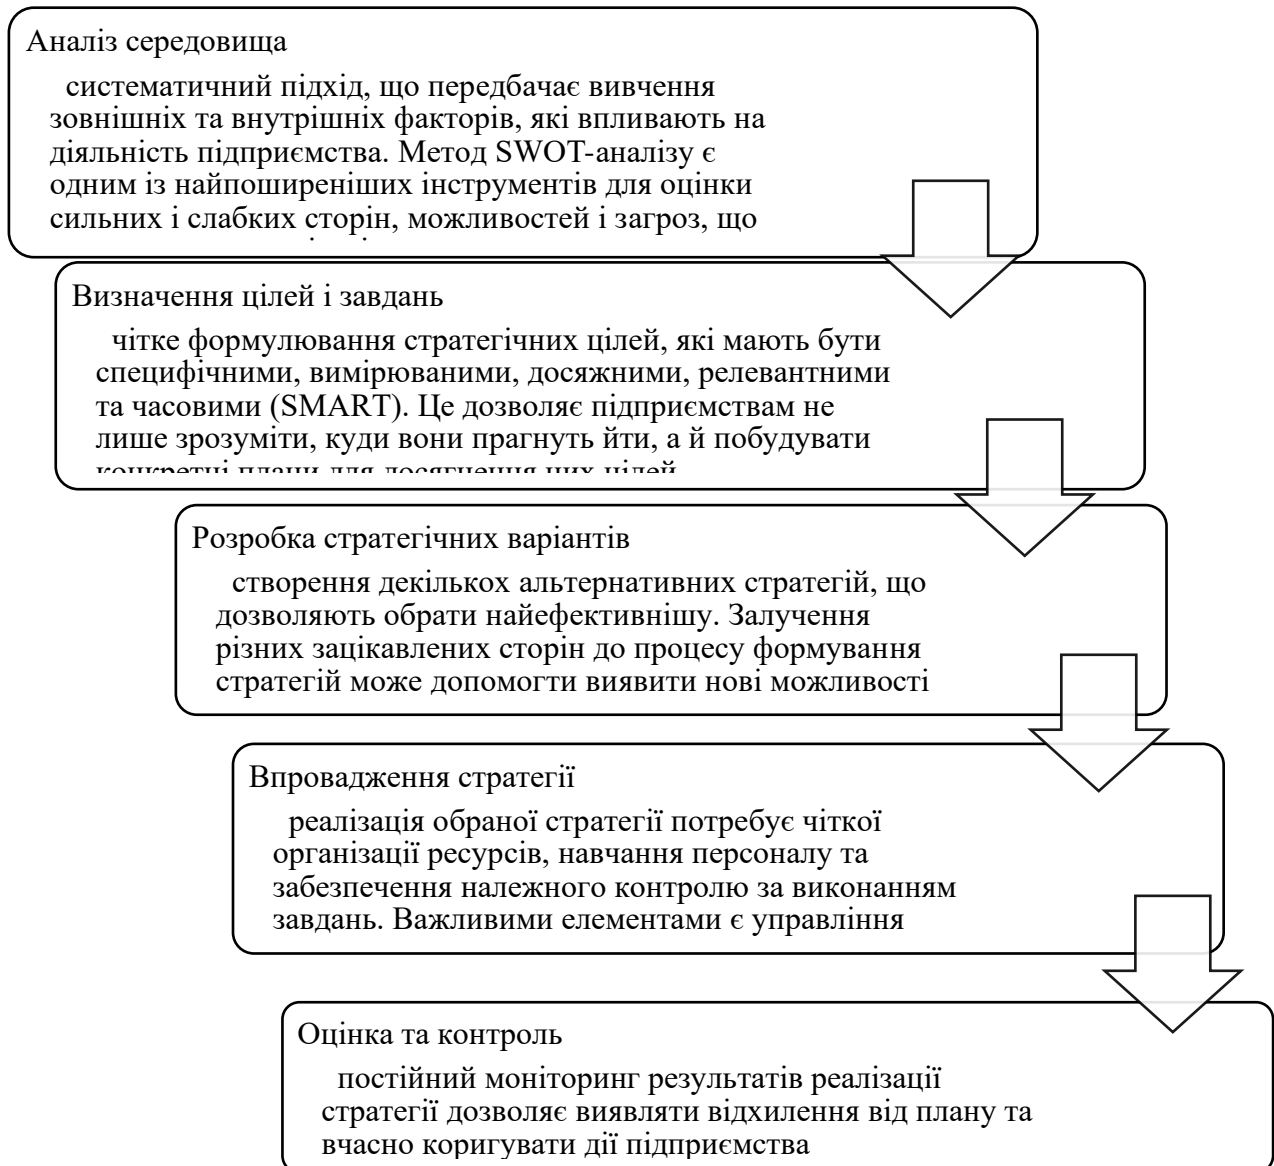 Аналіз середовища
систематичний підхід, що передбачає вивчення
зовнішніх та внутрішніх факторів, які впливають на
діяльність підприємства. Метод SWOT-аналізу є
одним із найпоширеніших інструментів для оцінки
сильних і слабких сторін, можливостей і загроз, що
Визначення цілей і завдань
чітке формулювання стратегічних цілей, які мають бути
специфічними, вимірюваними, досяжними, релевантними
та часовими (SMART). Це дозволяє підприємствам не
лише зрозуміти, куди вони прагнуть йти, а й побудувати
конкретні плани для досягнення цих цілей
Розробка стратегічних варіантів
створення декількох альтернативних стратегій, що
дозволяють обрати найефективнішу. Залучення
різних зацікавлених сторін до процесу формування
стратегій може допомогти виявити нові можливості
Впровадження стратегії
реалізація обраної стратегії потребує чіткої
організації ресурсів, навчання персоналу та
забезпечення належного контролю за виконанням
завдань. Важливими елементами є управління
Оцінка та контроль
постійний моніторинг результатів реалізації
стратегії дозволяє виявляти відхилення від плану та
вчасно коригувати дії підприємства